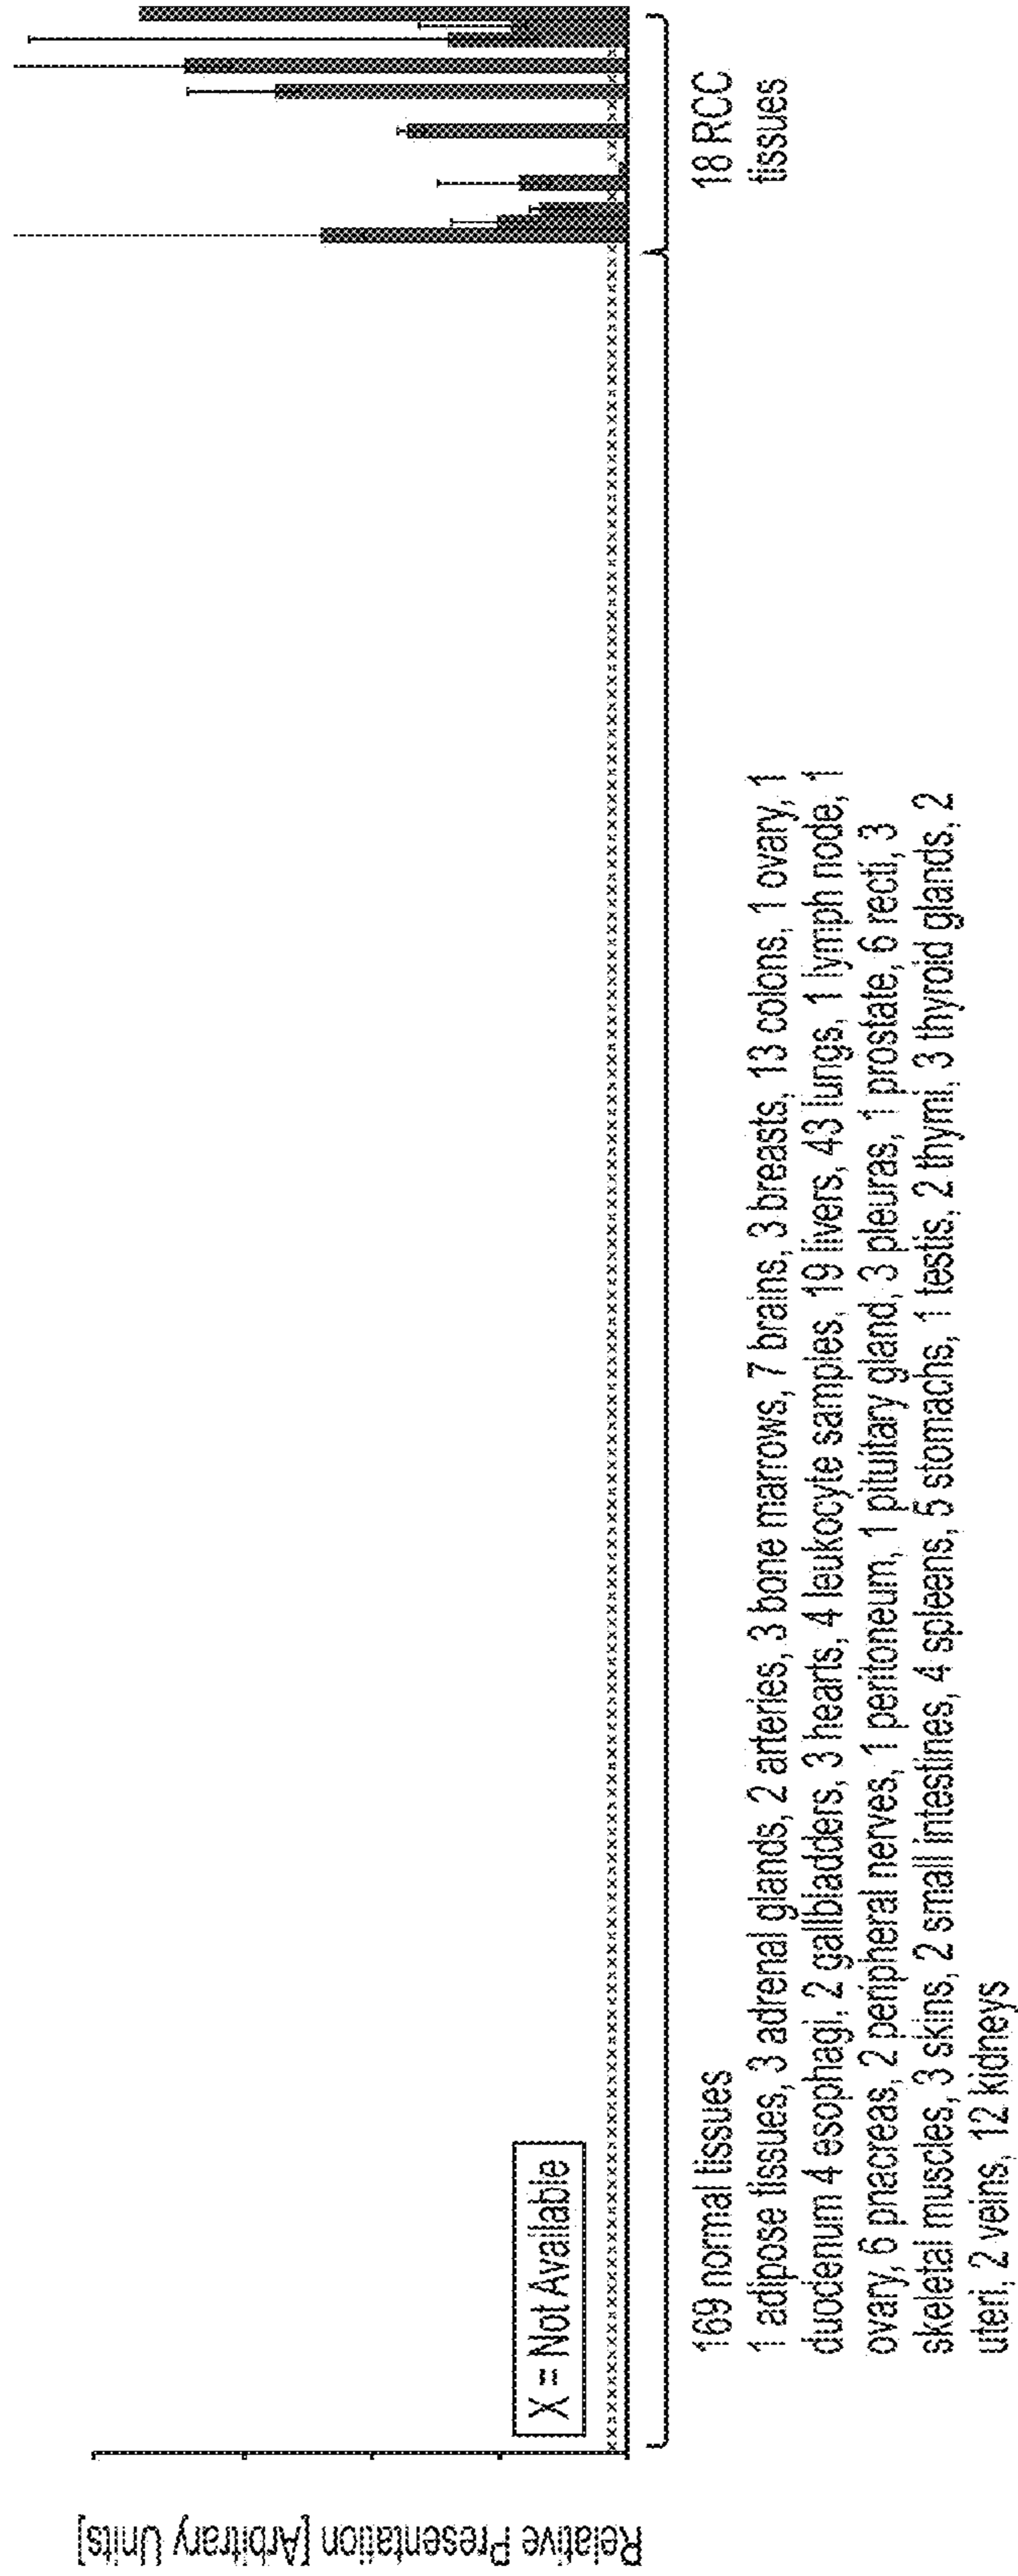 Relative Presentation [Arbitrary Units]
X = Not Available
169 normal tissues
1 adipose tissues, 3 adrenal glands, 2 arteries, 3 bone marrows, 7 brains, 3 breasts, 13 colons, 1 ovary, 1
duodenum 4 esophagi, 2 gallbladders, 3 hearts, 4 leukocyte samples, 19 livers, 43 lungs, 1 lymph node, 1
ovary, 6 pnacreas, 2 peripheral nerves, 1 peritoneum, 1 pituitary gland, 3 pleuras, 1 prostate, 6 recti, 3
skeletal muscles, 3 skins, 2 small intestines, 4 spleens, 5 stomachs, 1 testis, 2 thymi, 3 thyroid glands, 2
uteri, 2 veins, 12 kidneys
18 RCC
tissues